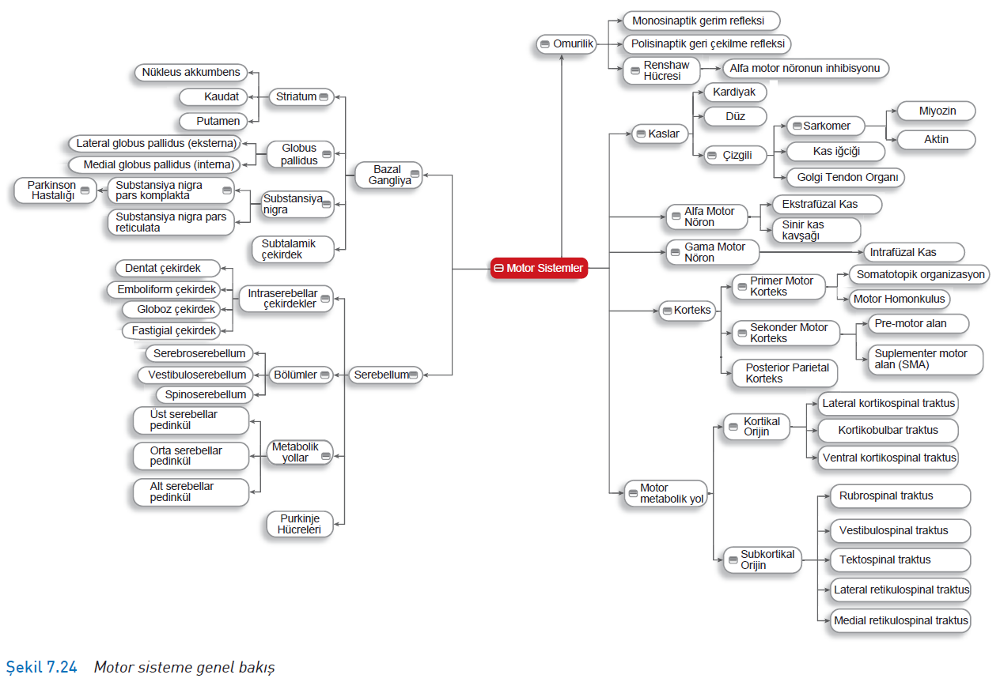 Motor Sistemler
Omurilik
Monosinaptik gerim refleksi
Polisinaptik geri çekilme refleksi
Renshaw
Hücresi
Alfa motor nöronun inhibisyonu
Kaslar
Kardiyak
Düz
Çizgili
Sarkomer
Miyozin
Aktin
Kas iğciği
Golgi Tendon Organı
Alfa Motor
Nöron
Ekstrafüzal Kas
Sinir kas
kavşağı
Gama Motor
Nöron
Intrafüzal Kas
Korteks
Primer Motor
Korteks
Somatotopik organizasyon
Motor Homonkulus
Sekonder Motor
Korteks
Pre-motor alan
Suplementer motor
alan (SMA)
Posterior Parietal
Korteks
Motor
metabolik yol
Kortikal
Orijin
Lateral kortikospinal traktus
Kortikobulbar traktus
Ventral kortikospinal traktus
Subkortikal
Orijin
Rubrospinal traktus
Vestibulospinal traktus
Tektospinal traktus
Lateral retikulospinal traktus
Medial retikulospinal traktus
Bazal
Gangliya
Striatum
Nükleus akkumbens
Kaudat
Putamen
Globus
pallidus
Lateral globus pallidus (eksterna)
Medial globus pallidus (interna)
Substansiya
nigra
Substansiya nigra
pars komplakta
Parkinson
Hastalığı
Substansiya nigra pars
reticulata
Subtalamik
çekirdek
Serebellum
Intraserebellar
çekirdekler
Dentat çekirdek
Emboliform çekirdek
Globoz çekirdek
Fastigial çekirdek
Bölümler
Serebroserebellum
Vestibuloserebellum
Spinoserebellum
Metabolik
yollar
Üst serebellar
pedinkül
Orta serebellar
pedinkül
Alt serebellar
pedinkül
Purkinje
Hücreleri
Şekil 7.24 Motor sisteme genel bakış